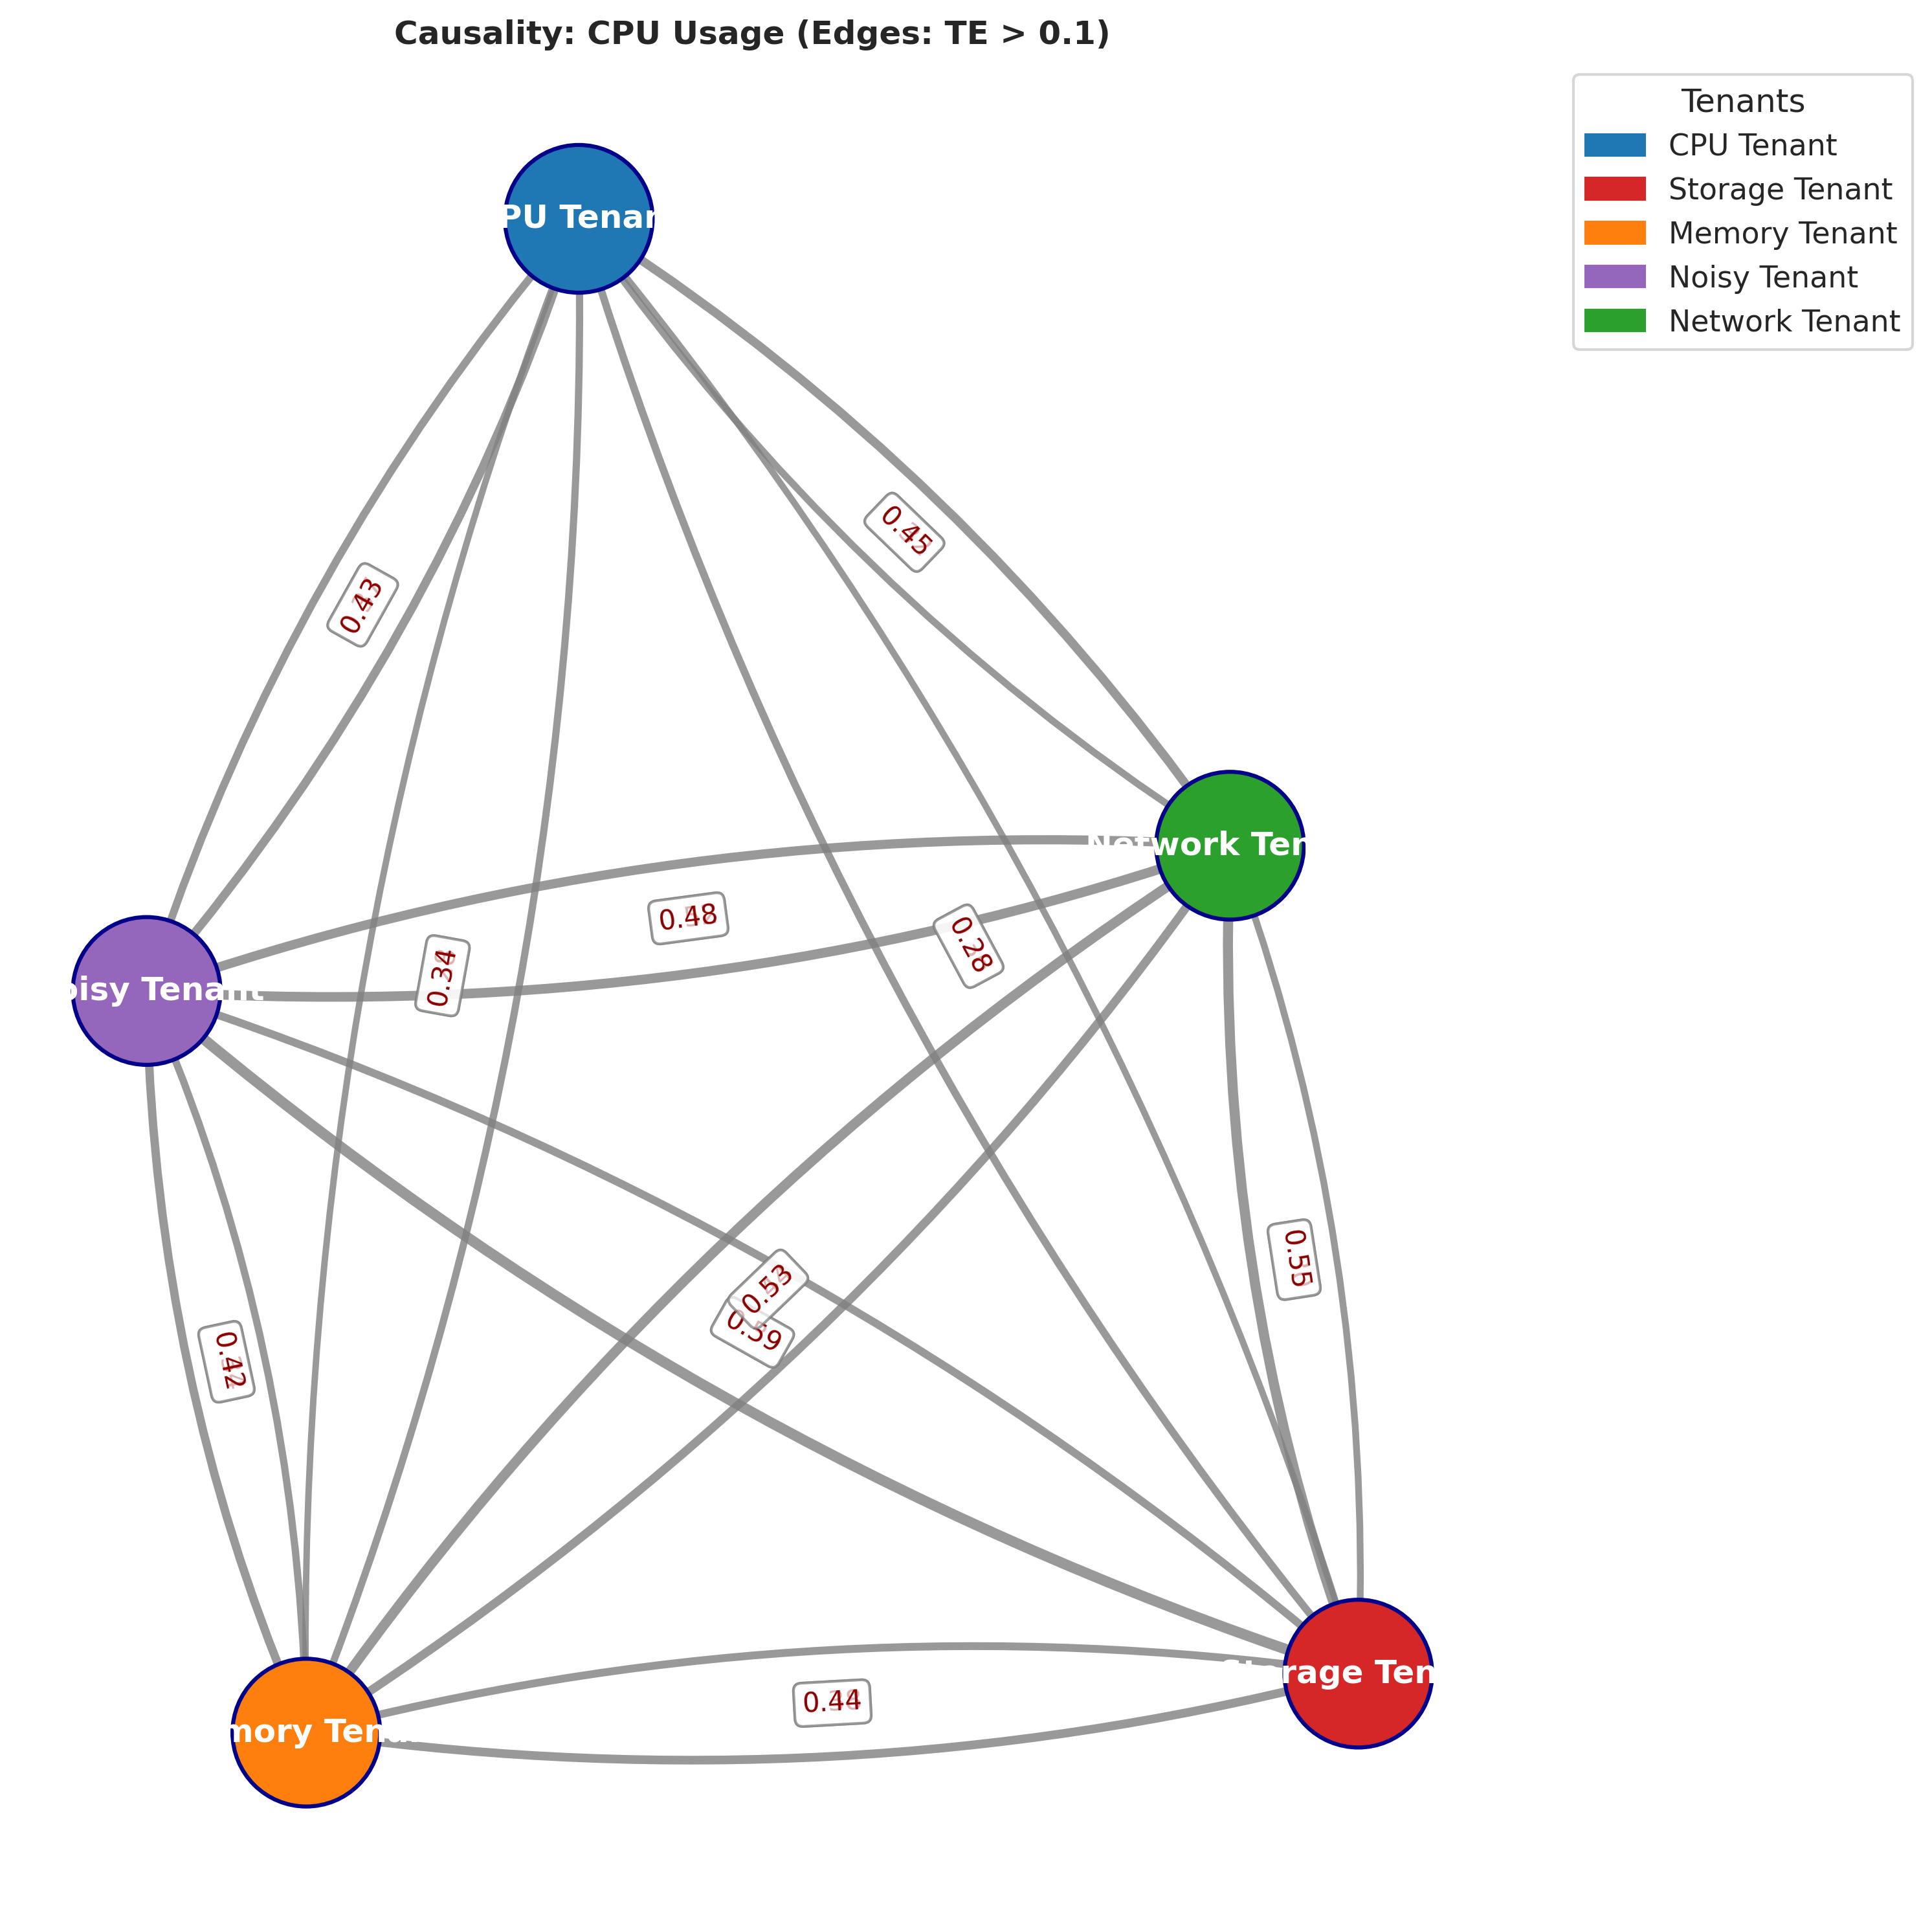 Causality: CPU Usage (Edges: TE > 0.1)
Tenants
CPU Tenant
Storage Tenant
Memory Tenant
Noisy Tenant
Network Tenant
PU Tenan
0.45
0.43
Network Ten
0.48
0.28
0.34
oisy Tenant
0.55
0.53
0.59
0.42
rage Ten
0.44
mory Tena